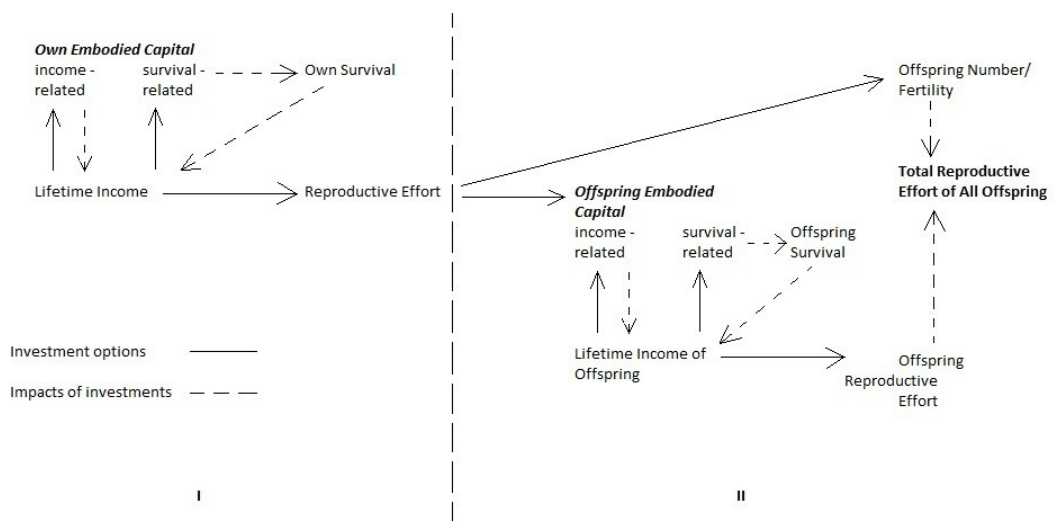 Own Embodied Capital
income - survival -
related related
Own Survival
Lifetime Income
Reproductive Effort
Investment options
Impacts of investments
I
Offspring Number/
Fertility
Total Reproductive
Effort of All Offspring
Offspring Embodied
Capital
income - survival -
related related
Offspring
Survival
Lifetime Income of
Offspring
Offspring
Reproductive
Effort
II